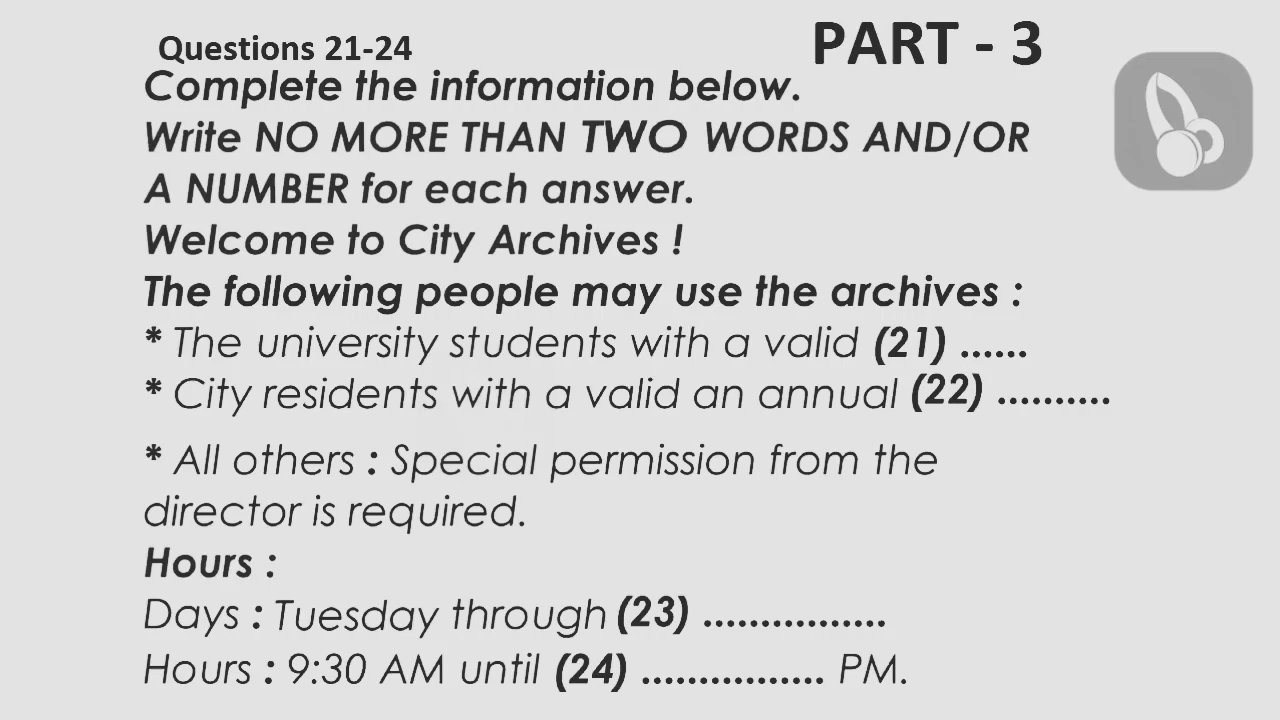 Questions 21-24
PART - 3
Complete the information below.
Write NO MORE THAN TWO WORDS AND/OR
A NUMBER for each answer.
Welcome to City Archives !
The following people may use the archives :
* The university students with a valid (21) ......
* City residents with a valid an annual (22) ..........
* All others : Special permission from the
director is required.
Hours :
Days : Tuesday through (23) ................
Hours : 9:30 AM until (24) ................ PM.